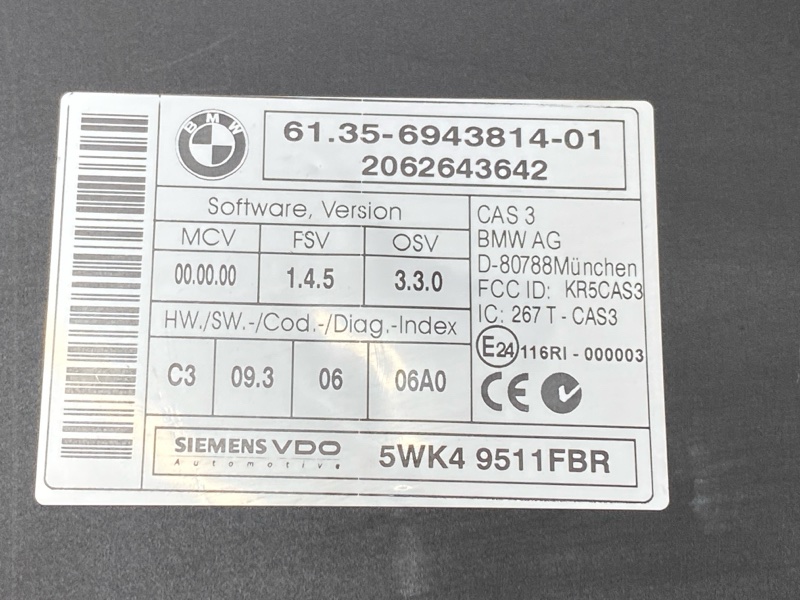 BMW
61.35-6943814-01
2062643642
Software, Version
MCV FSV OSV
00.00.00 1.4.5 3.3.0
HW./SW.-/Cod.-/Diag.-Index
C3 09.3 06 06A0
CAS 3
BMW AG
D-80788München
FCC ID: KR5CAS3
IC: 267 T - CAS3
E24 116RI - 000003
CE
SIEMENS VDO
Automotive
5WK4 9511FBR